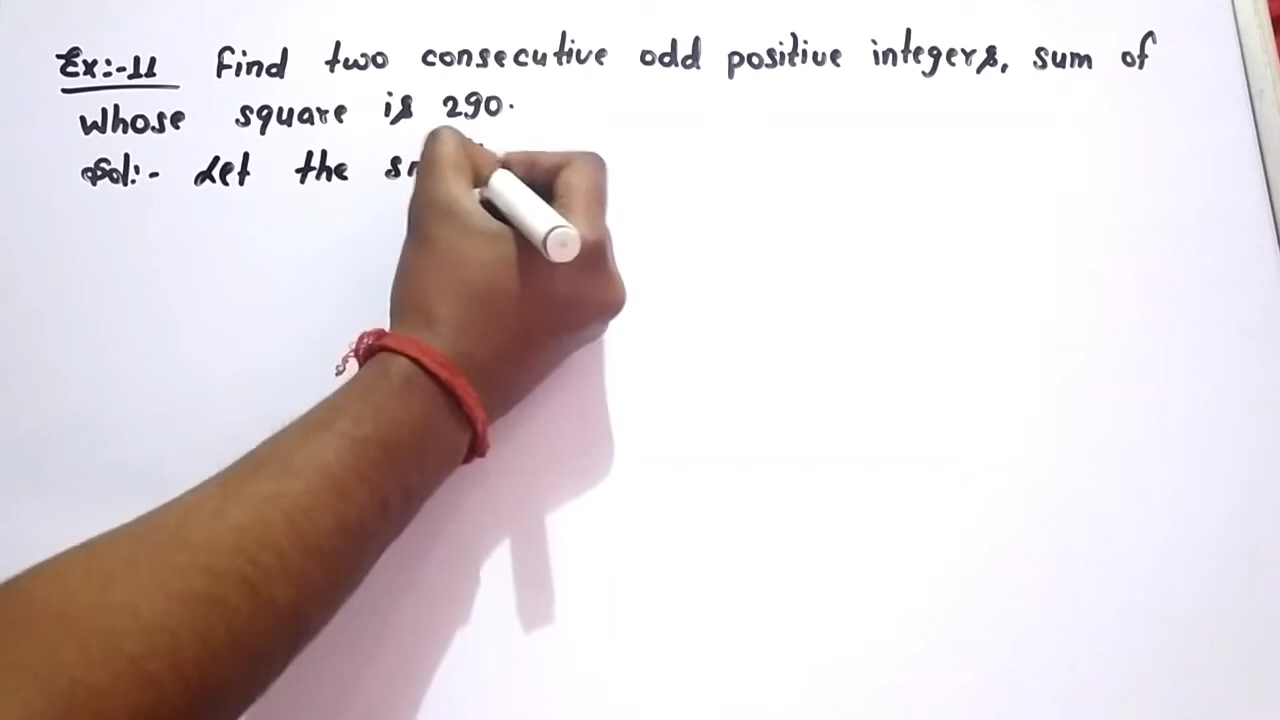 Ex:-11 Find two consecutive odd positive integers, sum of
whose square is 290.
Sol:- Let the